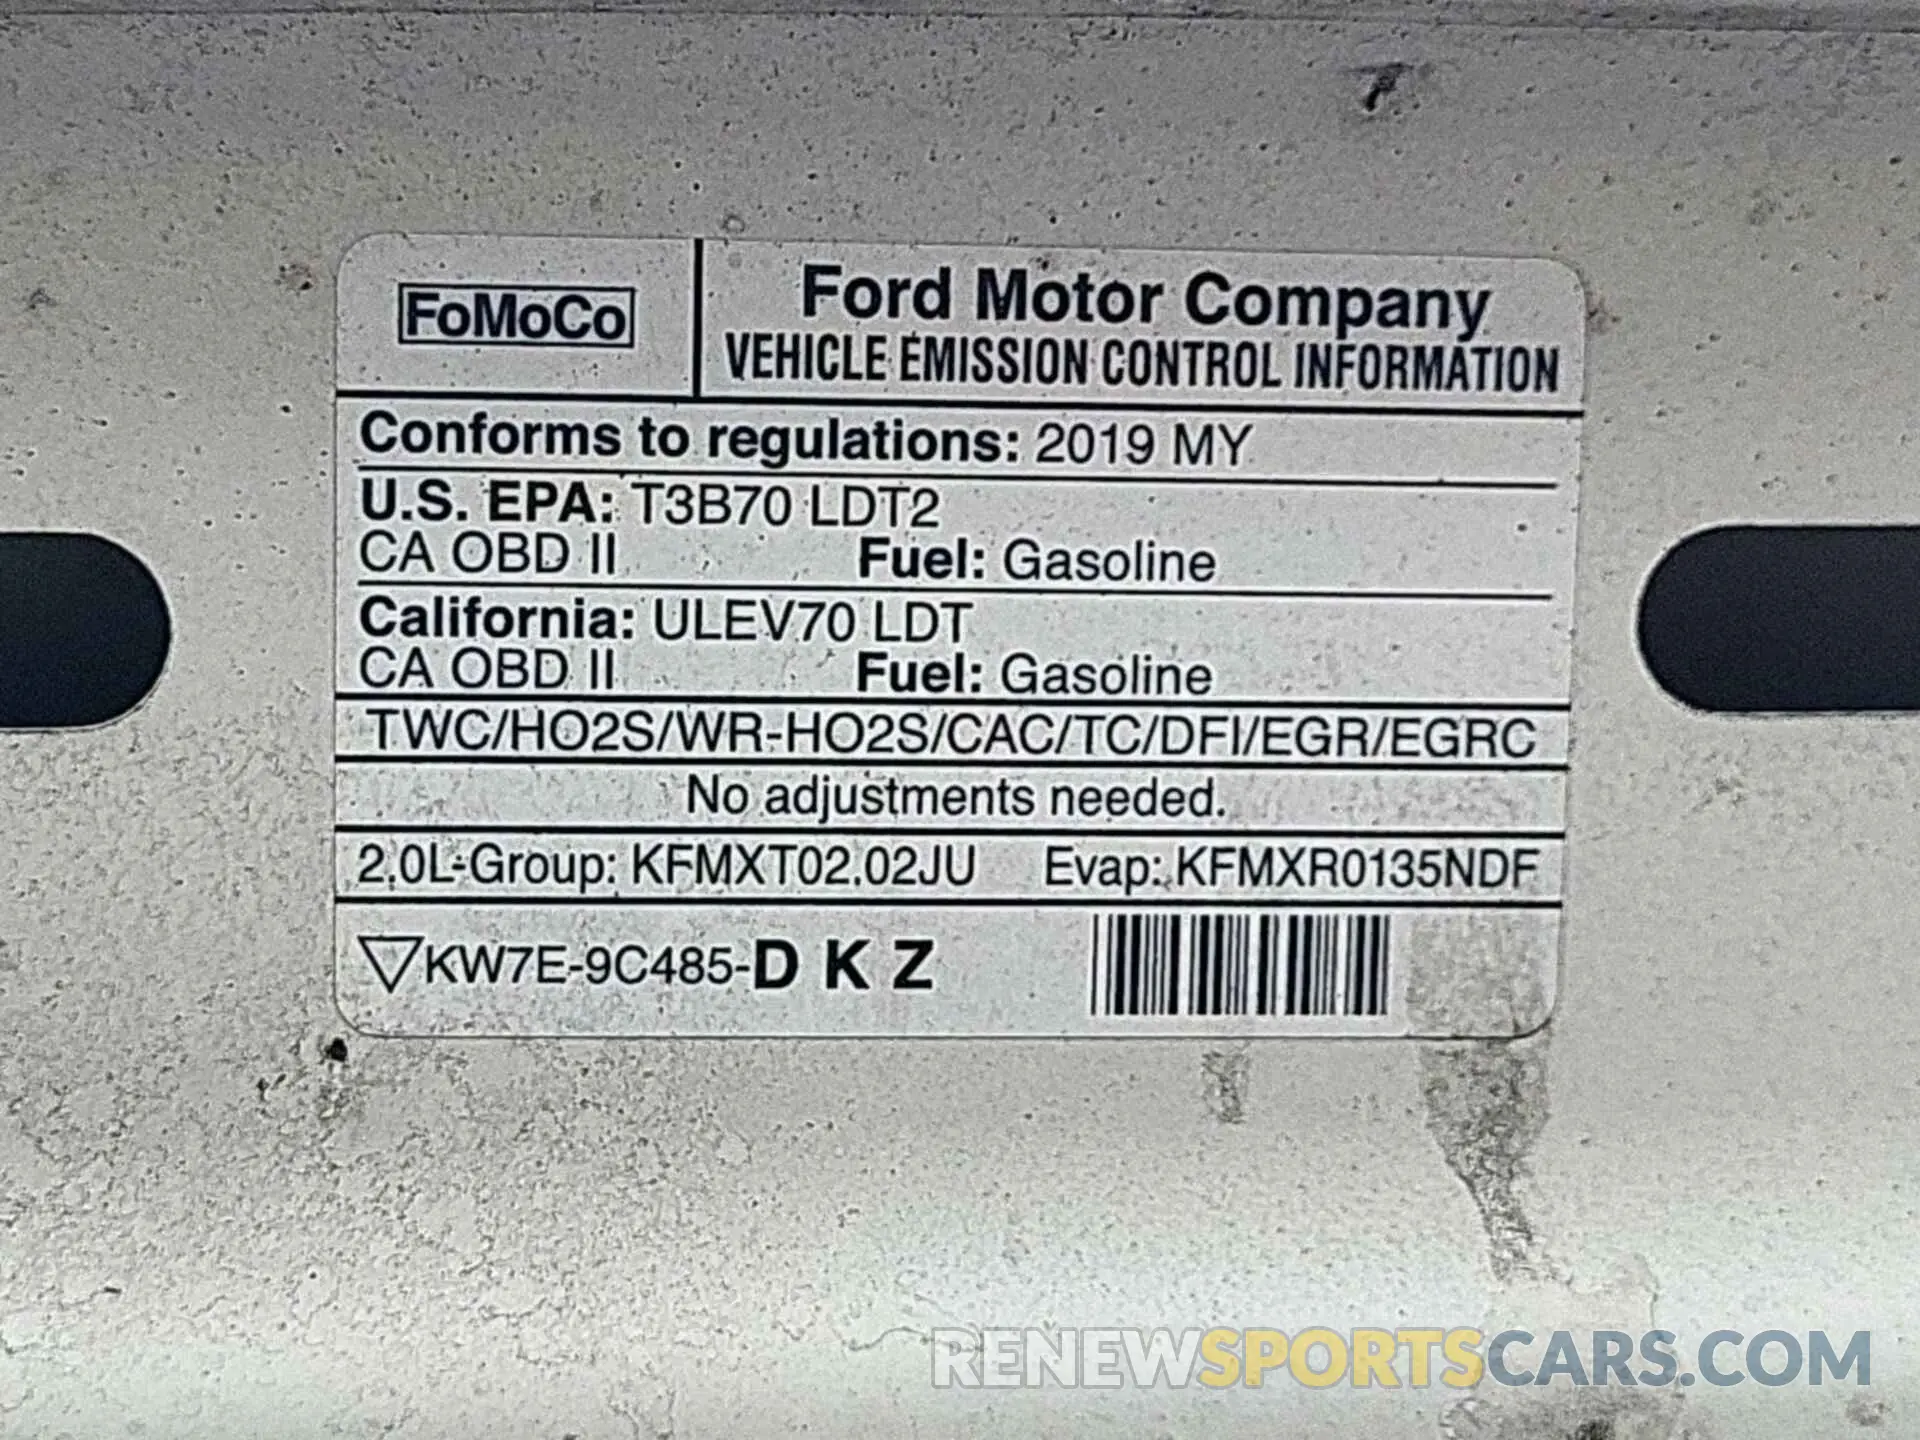 FoMoCo
Ford Motor Company
VEHICLE EMISSION CONTROL INFORMATION
Conforms to regulations: 2019 MY
U.S. EPA: T3B70 LDT2
CA OBD II Fuel: Gasoline
California: ULEV70 LDT
CA OBD II Fuel: Gasoline
TWC/HO2S/WR-HO2S/CAC/TC/DFI/EGR/EGRC
No adjustments needed.
2.0L-Group: KFMXT02.02JU Evap: KFMXR0135NDF
KW7E-9C485-D K Z
RENEWSPORTSCARS.COM